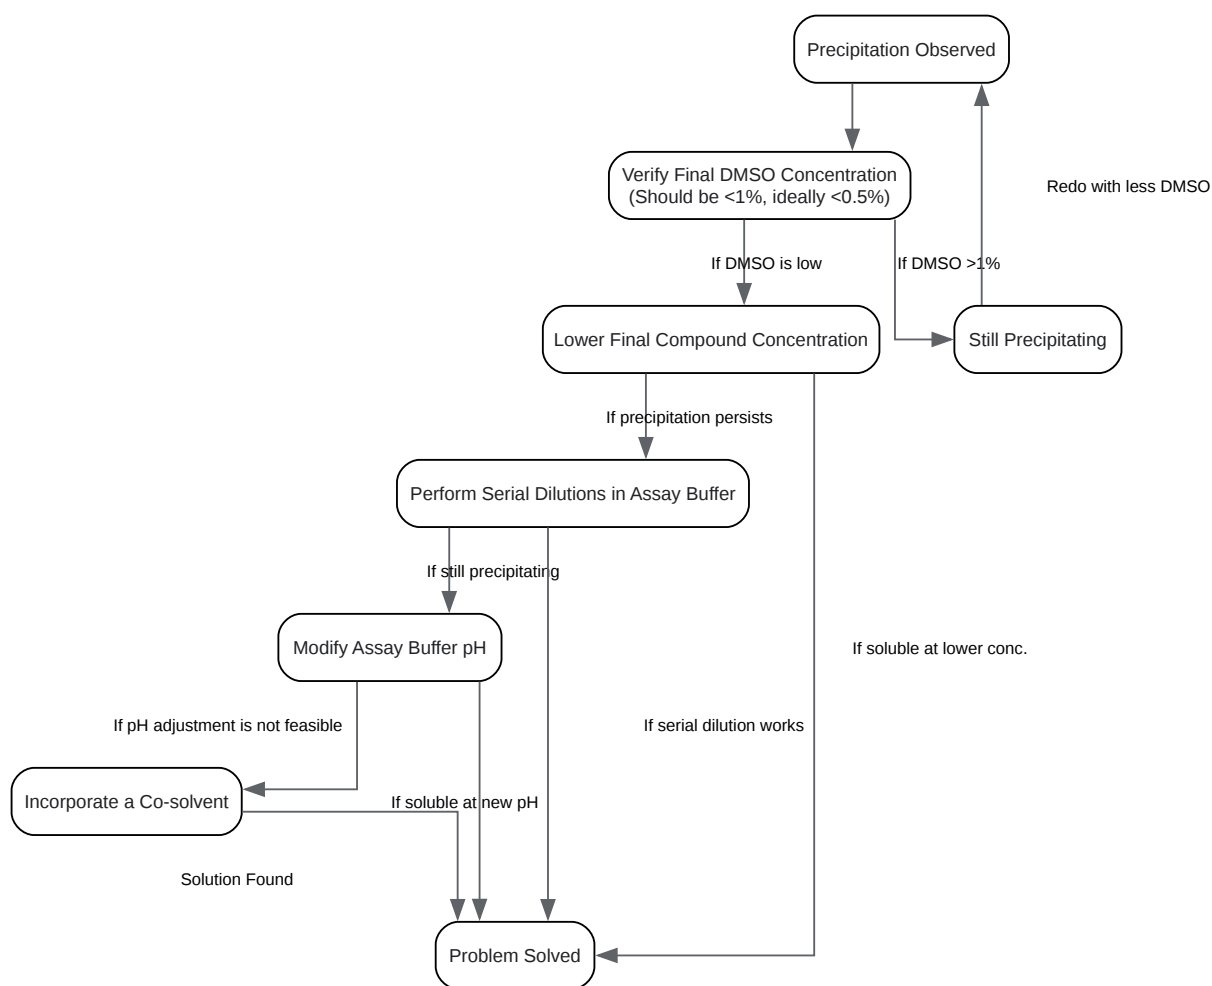 Precipitation Observed
Verify Final DMSO Concentration
(Should be <1%, ideally <0.5%)
Redo with less DMSO
If DMSO is low
If DMSO >1%
Lower Final Compound Concentration
Still Precipitating
If precipitation persists
Perform Serial Dilutions in Assay Buffer
If still precipitating
Modify Assay Buffer pH
If soluble at lower conc.
If pH adjustment is not feasible
If serial dilution works
Incorporate a Co-solvent
If soluble at new pH
Solution Found
Problem Solved